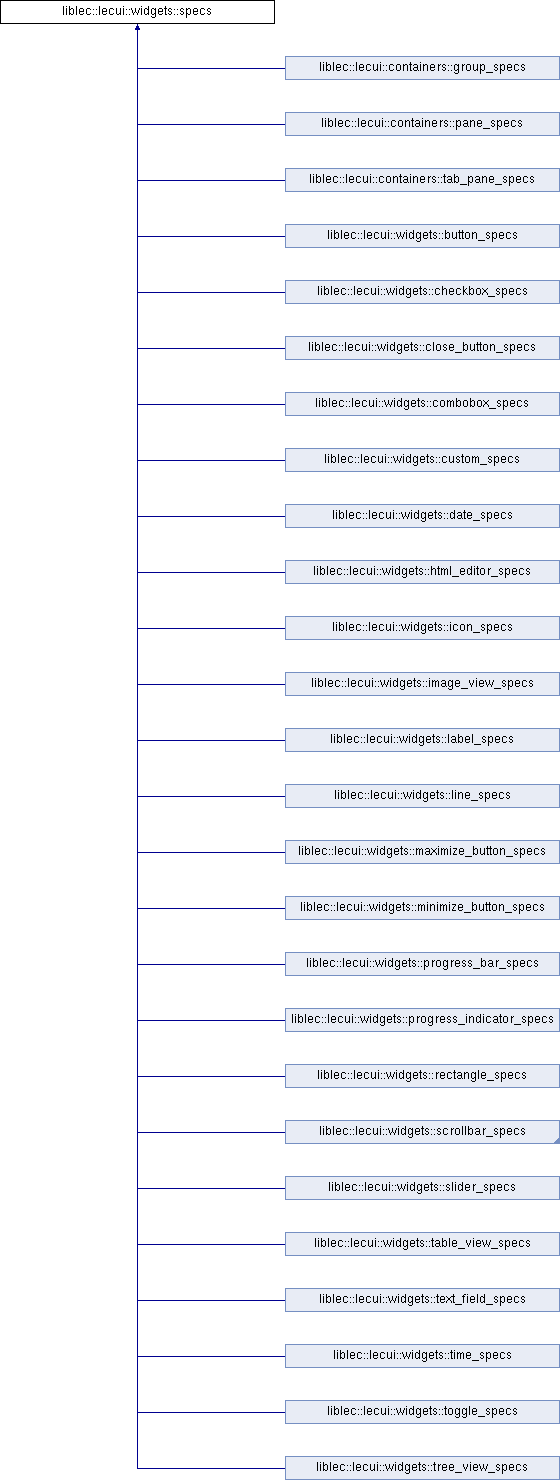 liblec::lecui::widgets::specs
liblec::lecui::containers::group_specs
liblec::lecui::containers::pane_specs
liblec::lecui::containers::tab_pane_specs
liblec::lecui::widgets::button_specs
liblec::lecui::widgets::checkbox_specs
liblec::lecui::widgets::close_button_specs
liblec::lecui::widgets::combobox_specs
liblec::lecui::widgets::custom_specs
liblec::lecui::widgets::date_specs
liblec::lecui::widgets::html_editor_specs
liblec::lecui::widgets::icon_specs
liblec::lecui::widgets::image_view_specs
liblec::lecui::widgets::label_specs
liblec::lecui::widgets::line_specs
liblec::lecui::widgets::maximize_button_specs
liblec::lecui::widgets::minimize_button_specs
liblec::lecui::widgets::progress_bar_specs
liblec::lecui::widgets::progress_indicator_specs
liblec::lecui::widgets::rectangle_specs
liblec::lecui::widgets::scrollbar_specs
liblec::lecui::widgets::slider_specs
liblec::lecui::widgets::table_view_specs
liblec::lecui::widgets::text_field_specs
liblec::lecui::widgets::time_specs
liblec::lecui::widgets::toggle_specs
liblec::lecui::widgets::tree_view_specs